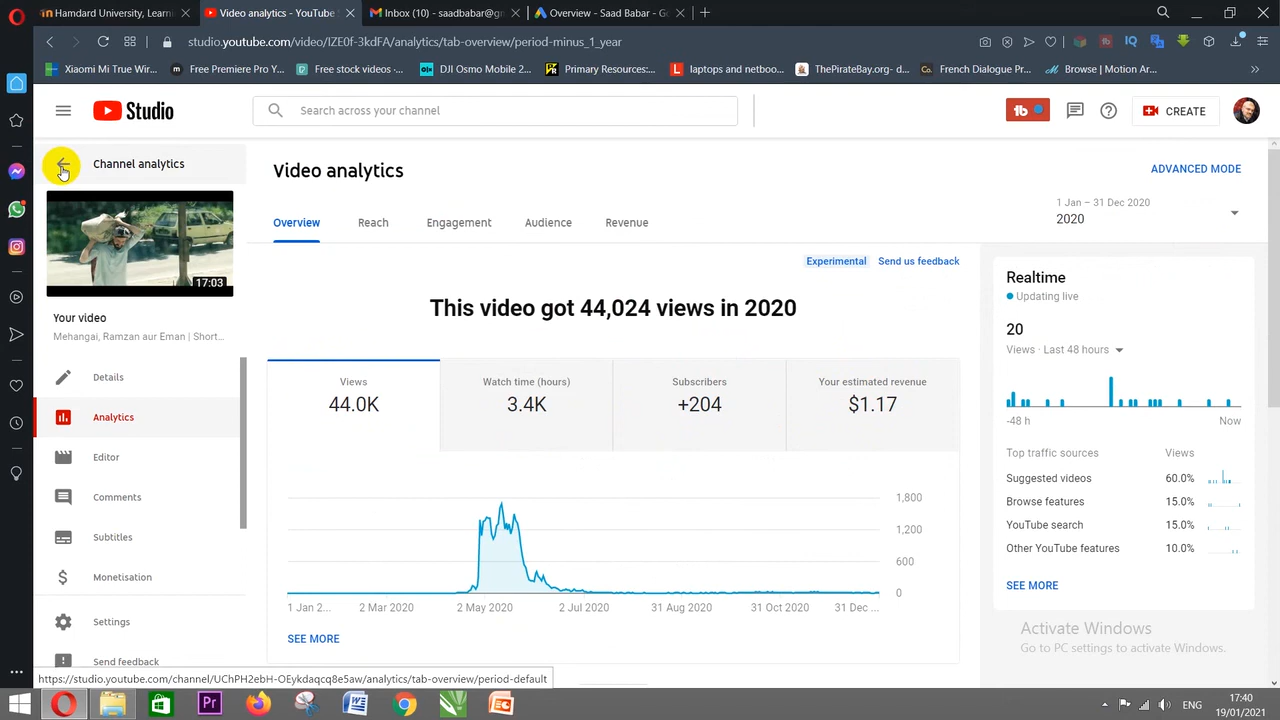 Hamdard University, Learni
Video analytics - YouTube S
Inbox (10) - saadbabar@gn
Overview - Saad Babar - Go
studio.youtube.com/video/IZE0f-3kdFA/analytics/tab-overview/period-minus_1_year
Xiaomi Mi True Wir...
Free Premiere Pro Y...
Free stock videos ·...
DJI Osmo Mobile 2...
Primary Resources:...
laptops and netboo...
ThePirateBay.org- d...
French Dialogue Pr...
Browse | Motion Ar...
Studio
Search across your channel
CREATE
Channel analytics
Video analytics
ADVANCED MODE
1 Jan – 31 Dec 2020
2020
Overview
Reach
Engagement
Audience
Revenue
Experimental
Send us feedback
17:03
Your video
Mehangai, Ramzan aur Eman | Short...
Details
Analytics
Editor
Comments
Subtitles
Monetisation
Settings
Send feedback
This video got 44,024 views in 2020
Views
44.0K
Watch time (hours)
3.4K
Subscribers
+204
Your estimated revenue
$1.17
1,800
1,200
600
0
1 Jan 2...
2 Mar 2020
2 May 2020
2 Jul 2020
31 Aug 2020
31 Oct 2020
31 Dec ...
SEE MORE
Realtime
Updating live
20
Views · Last 48 hours
-48 h
Now
Top traffic sources
Views
Suggested videos
60.0%
Browse features
15.0%
YouTube search
15.0%
Other YouTube features
10.0%
SEE MORE
Activate Windows
Go to PC settings to activate Windows.
https://studio.youtube.com/channel/UChPH2ebH-OEykdaqcq8e5aw/analytics/tab-overview/period-default
ENG
17:40
19/01/2021